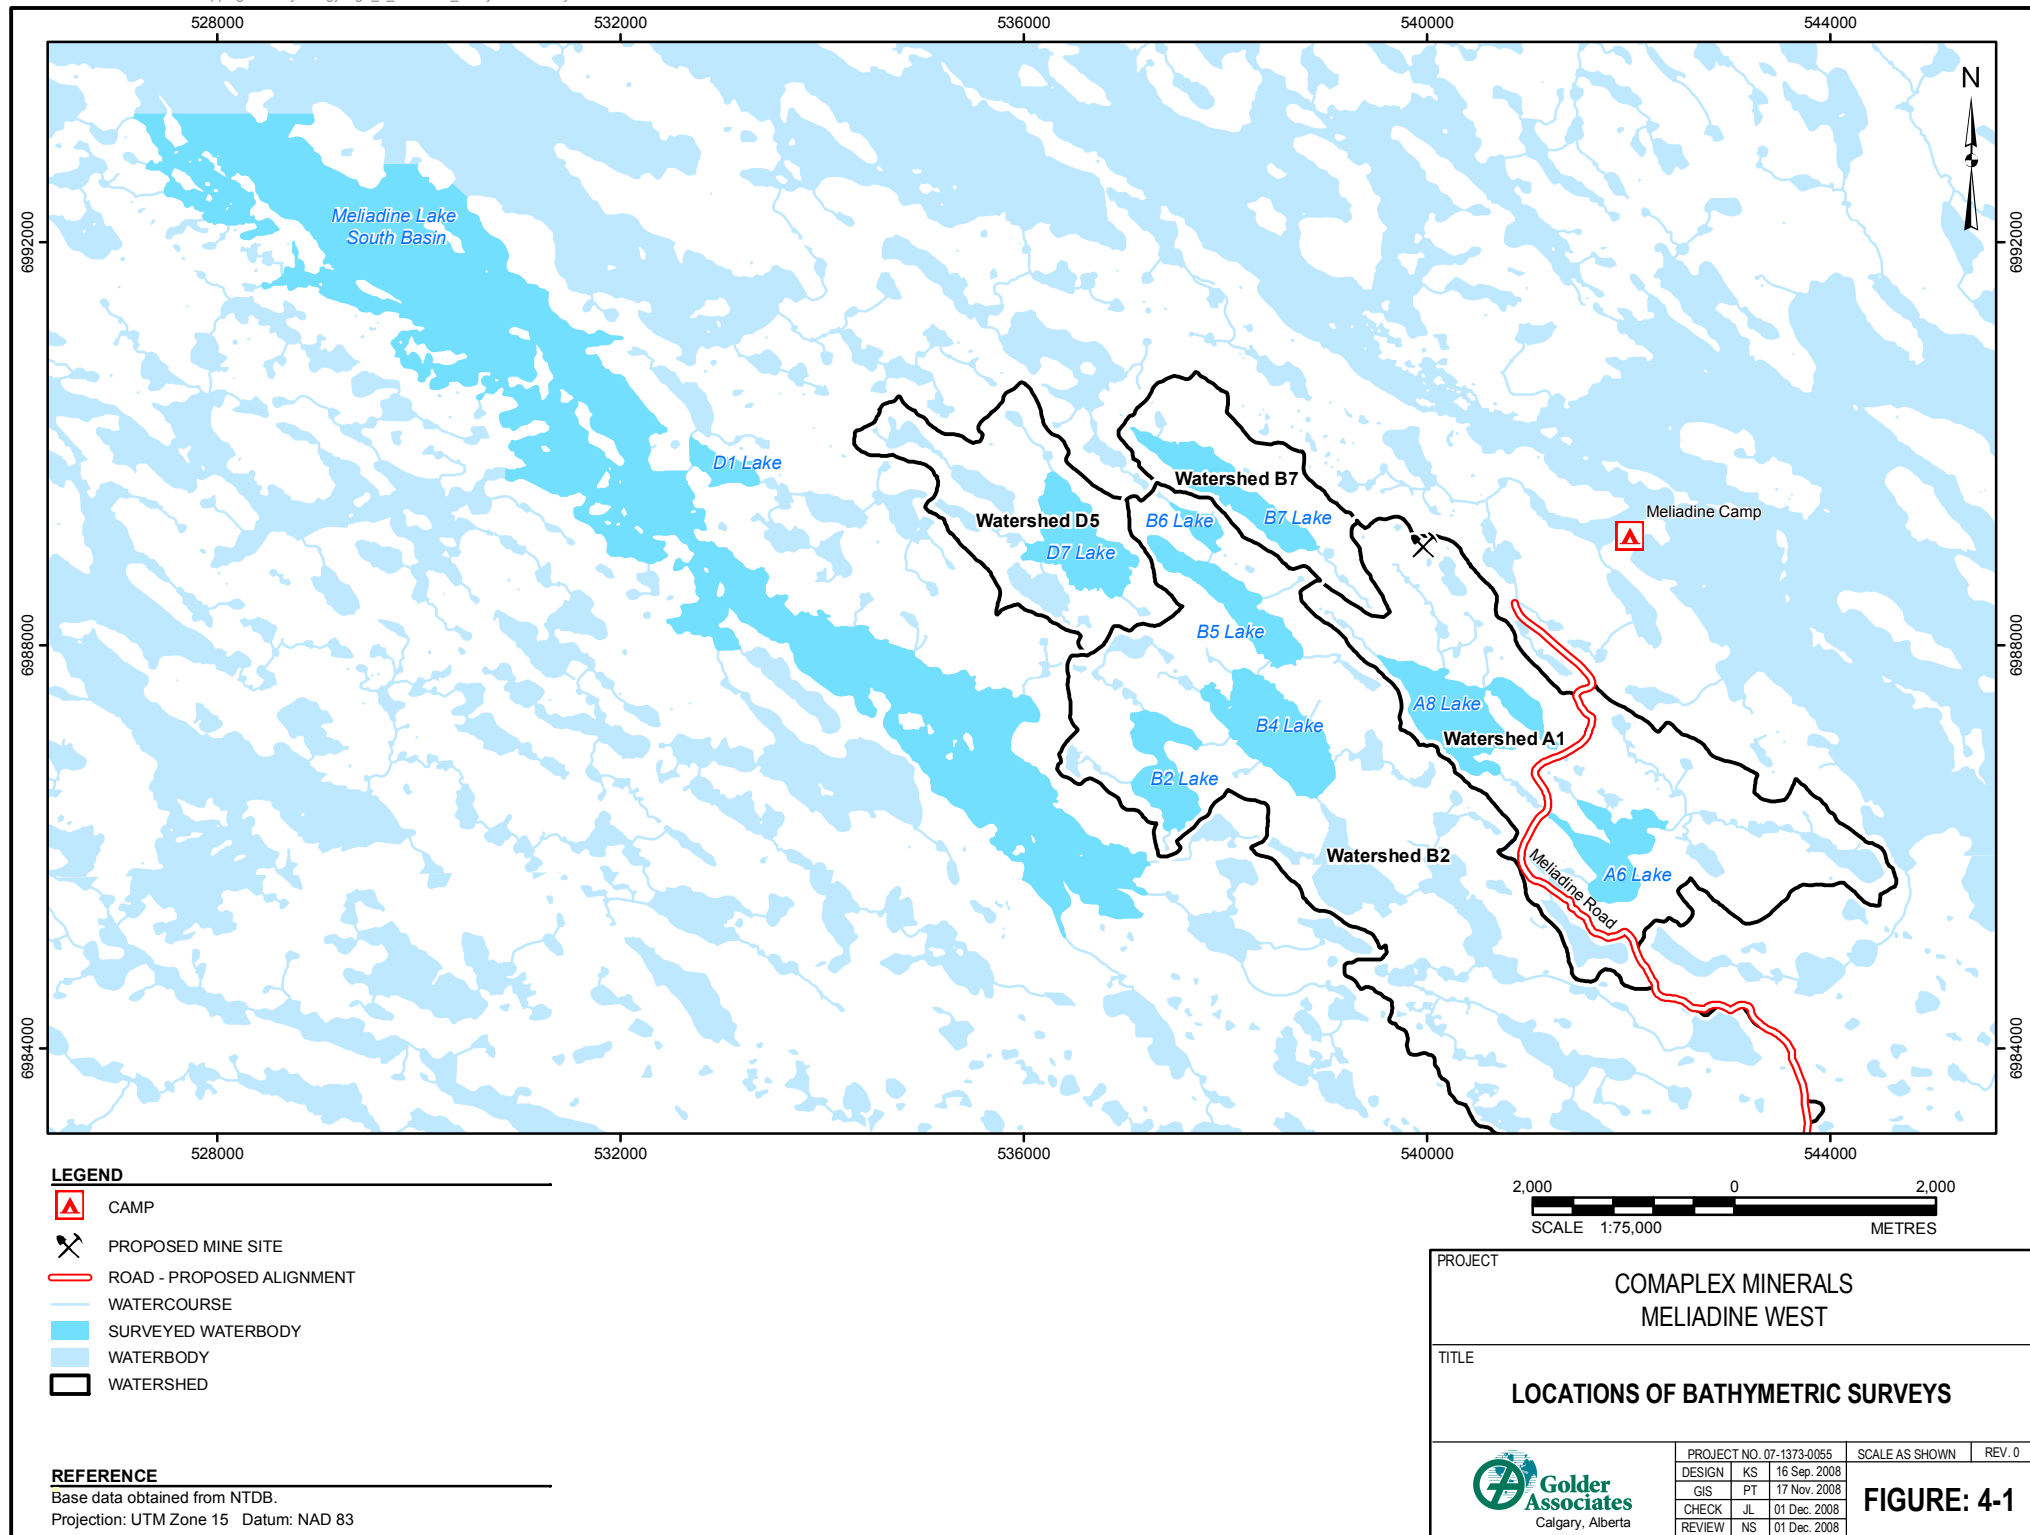 528000
532000
536000
540000
544000
N
6992000
6992000
Meliadine Lake
South Basin
D1 Lake
Watershed B7
Watershed D5
B6 Lake
B7 Lake
Meliadine Camp
D7 Lake
B5 Lake
6988000
6988000
A8 Lake
B4 Lake
Watershed A1
B2 Lake
Watershed B2
Meliadine Road
A6 Lake
6984000
6984000
528000
532000
536000
540000
544000
LEGEND
CAMP
PROPOSED MINE SITE
ROAD - PROPOSED ALIGNMENT
WATERCOURSE
SURVEYED WATERBODY
WATERBODY
WATERSHED
REFERENCE
Base data obtained from NTDB.
Projection: UTM Zone 15 Datum: NAD 83
2,000 0 2,000
SCALE 1:75,000 METRES
PROJECT
COMAPLEX MINERALS
MELIADINE WEST
TITLE
LOCATIONS OF BATHYMETRIC SURVEYS
Golder
Associates
Calgary, Alberta
PROJECT NO. 07-1373-0055 SCALE AS SHOWN REV. 0
DESIGN KS 16 Sep. 2008
GIS PT 17 Nov. 2008
CHECK JL 01 Dec. 2008
REVIEW NS 01 Dec. 2008
FIGURE: 4-1